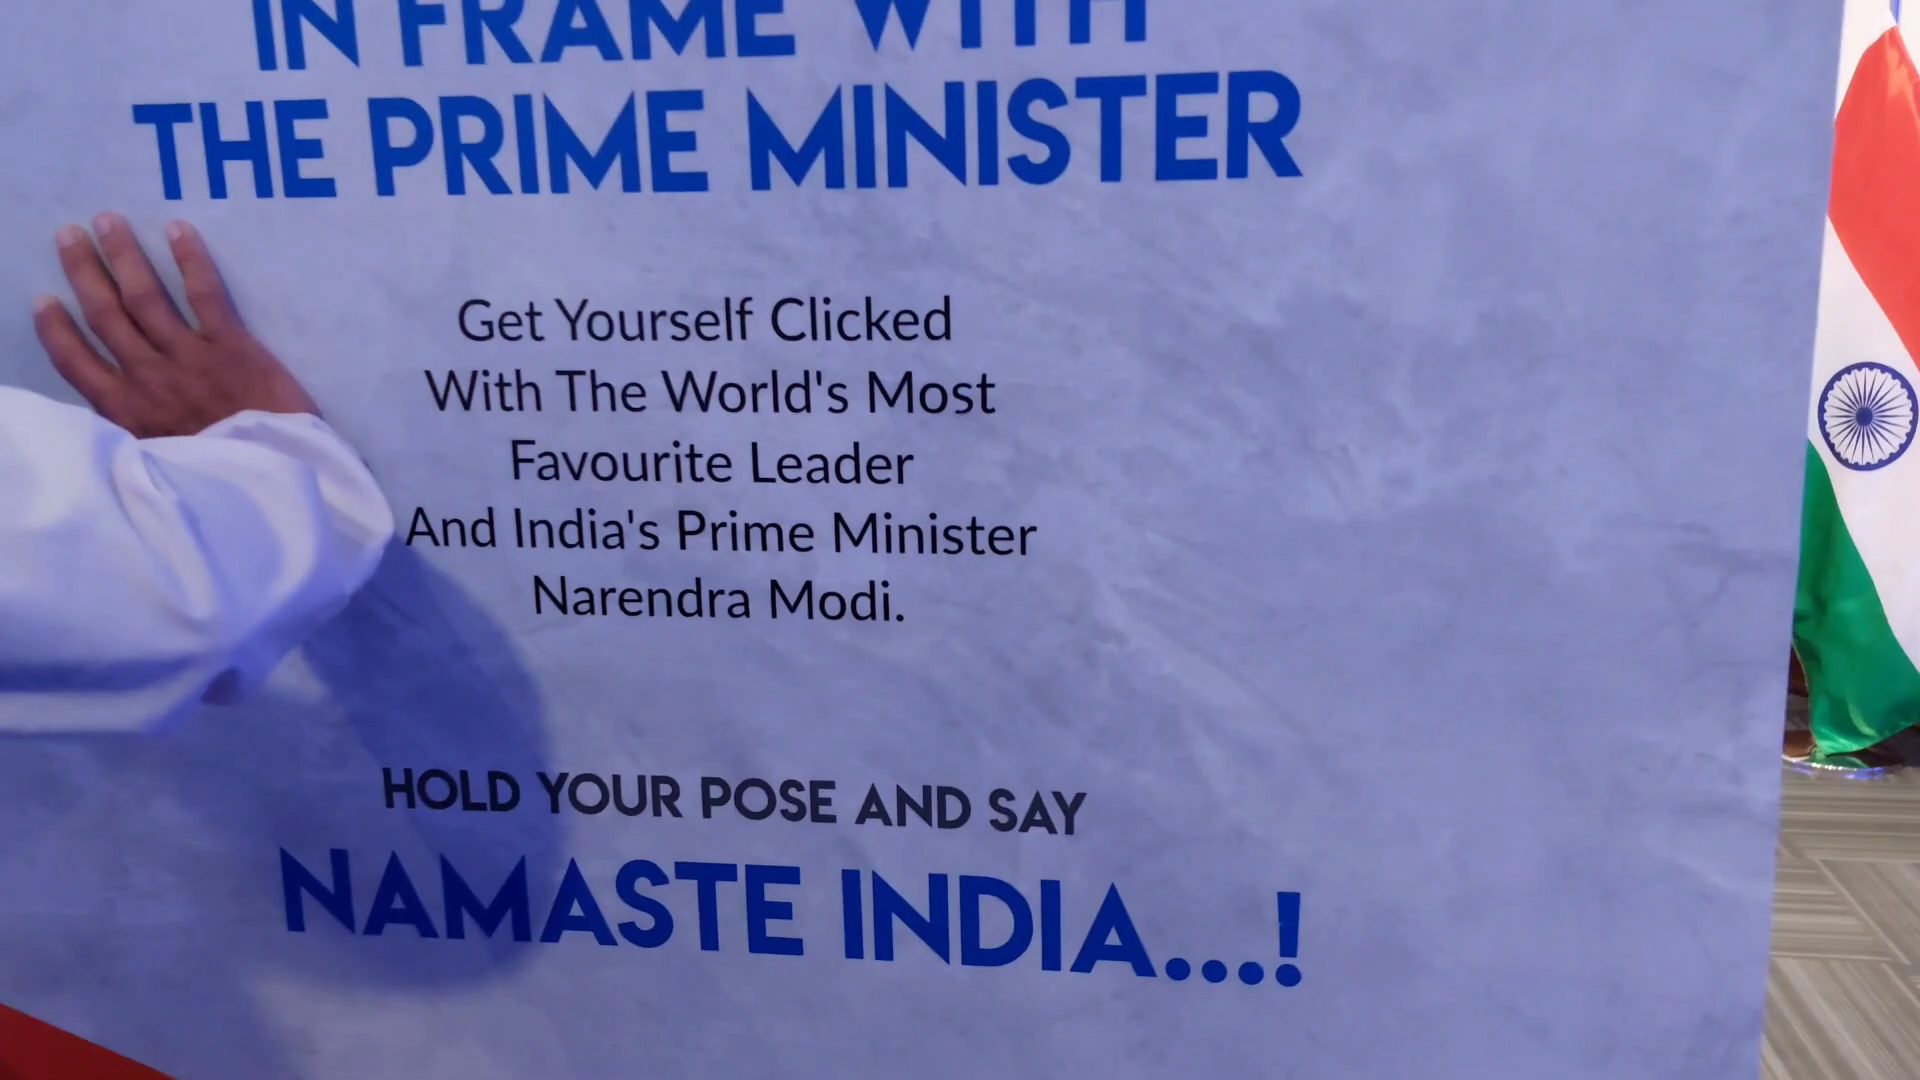 IN FRAME WITH
THE PRIME MINISTER
Get Yourself Clicked
With The World's Most
Favourite Leader
And India's Prime Minister
Narendra Modi.
HOLD YOUR POSE AND SAY
NAMASTE INDIA...!